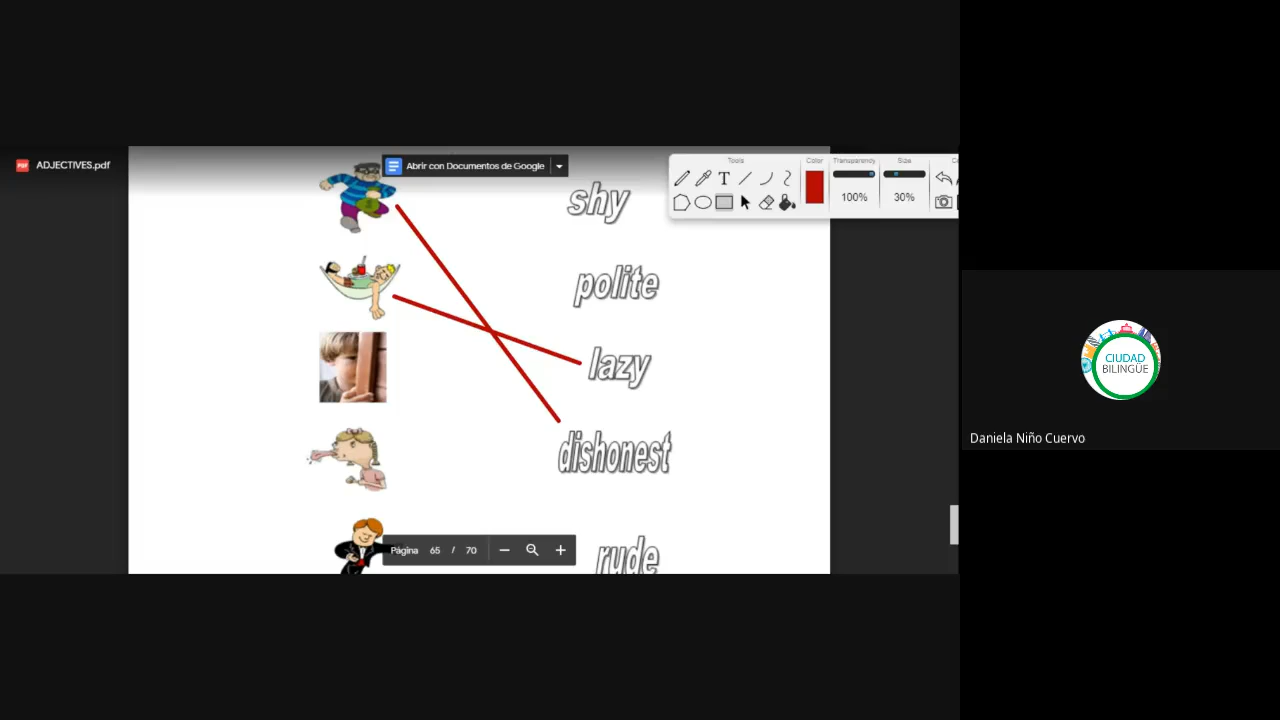 ADJECTIVES.pdf
Abrir con Documentos de Google
Tools
Color
Transparency
Size
100%
30%
shy
polite
lazy
dishonest
rude
Página 65 / 70
CIUDAD
BILINGÜE
Daniela Niño Cuervo